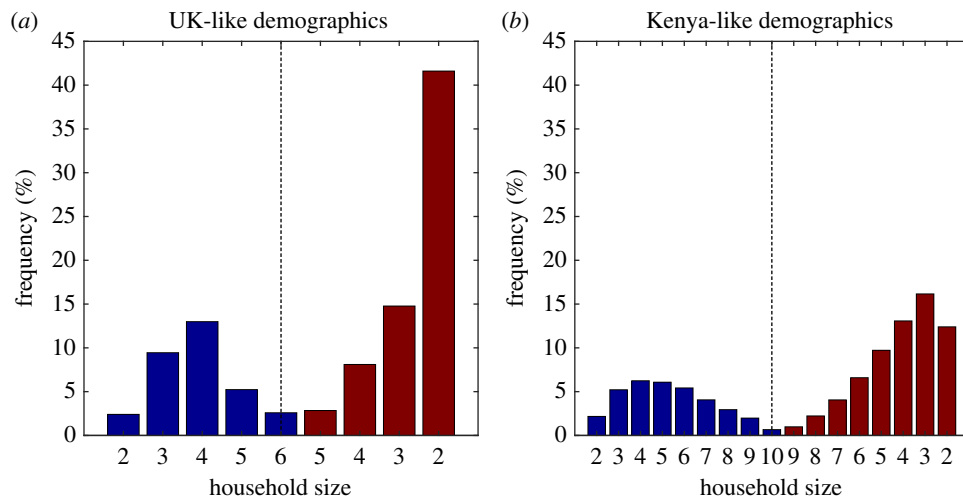 (a) UK-like demographics
45
40
35
30
25
20
15
10
5
0
frequency (%)
2 3 4 5 6 5 4 3 2
household size
(b) Kenya-like demographics
45
40
35
30
25
20
15
10
5
0
frequency (%)
2 3 4 5 6 7 8 9 10 9 8 7 6 5 4 3 2
household size